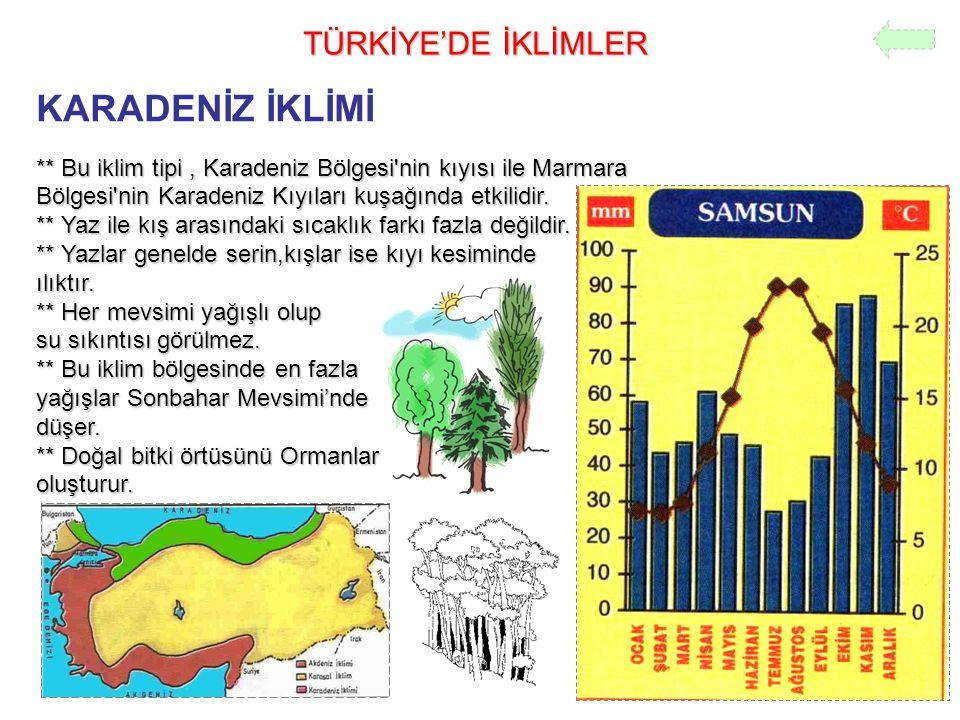 TÜRKİYE’DE İKLİMLER
KARADENİZ İKLİMİ
** Bu iklim tipi , Karadeniz Bölgesi'nin kıyısı ile Marmara
Bölgesi'nin Karadeniz Kıyıları kuşağında etkilidir.
** Yaz ile kış arasındaki sıcaklık farkı fazla değildir.
** Yazlar genelde serin,kışlar ise kıyı kesiminde
ılıktır.
** Her mevsimi yağışlı olup
su sıkıntısı görülmez.
** Bu iklim bölgesinde en fazla
yağışlar Sonbahar Mevsimi’nde
düşer.
** Doğal bitki örtüsünü Ormanlar
oluşturur.
mm SAMSUN °C
100 25
90
80 20
70
60 15
50
40 10
30
20 5
10
0 0
OCAK
ŞUBAT
MART
NİSAN
MAYIS
HAZİRAN
TEMMUZ
AĞUSTOS
EYLÜL
EKİM
KASIM
ARALIK
Bulgaristan
KARADENİZ
Gürcistan
Ermenistan
EGE DENİZİ
Irak
Suriye
AKDENİZ
Akdeniz İklimi
Karasal İklim
Karadeniz İklimi